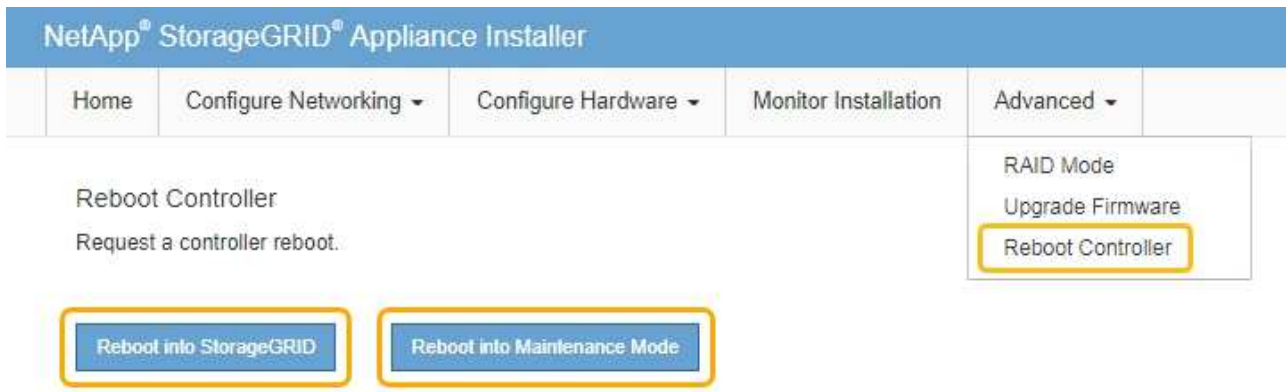 NetApp® StorageGRID® Appliance Installer
Home Configure Networking Configure Hardware Monitor Installation Advanced
RAID Mode
Upgrade Firmware
Reboot Controller
Reboot Controller
Request a controller reboot.
Reboot into StorageGRID Reboot into Maintenance Mode